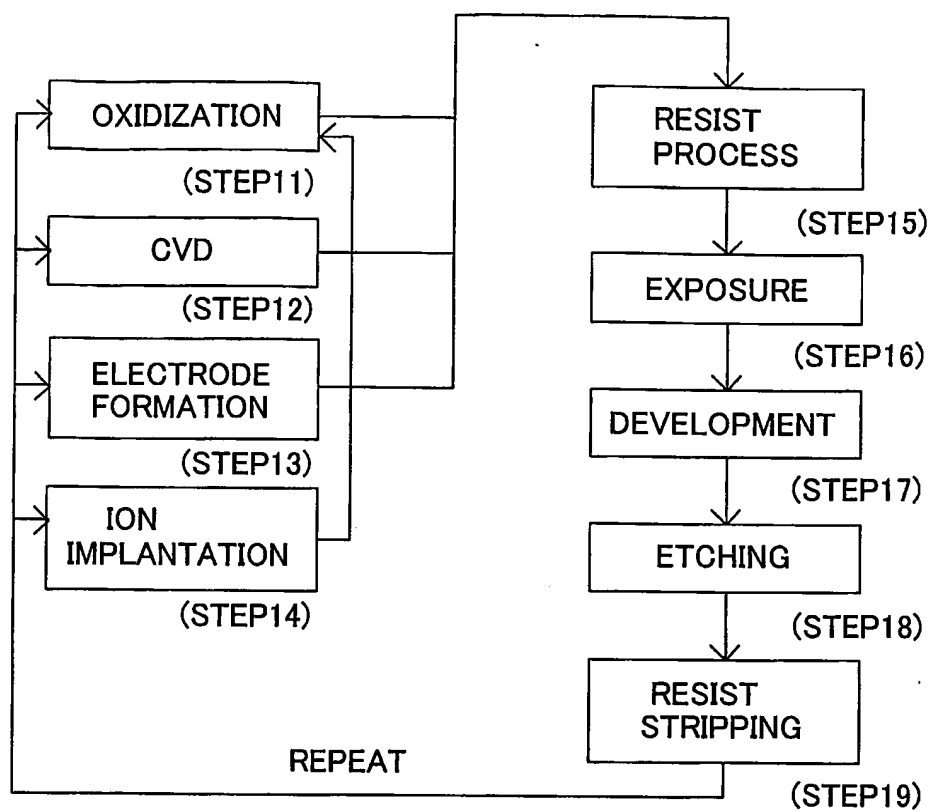 OXIDIZATION
(STEP11)
CVD
(STEP12)
ELECTRODE
FORMATION
(STEP13)
ION
IMPLANTATION
(STEP14)
RESIST
PROCESS
(STEP15)
EXPOSURE
(STEP16)
DEVELOPMENT
(STEP17)
ETCHING
(STEP18)
RESIST
STRIPPING
(STEP19)
REPEAT